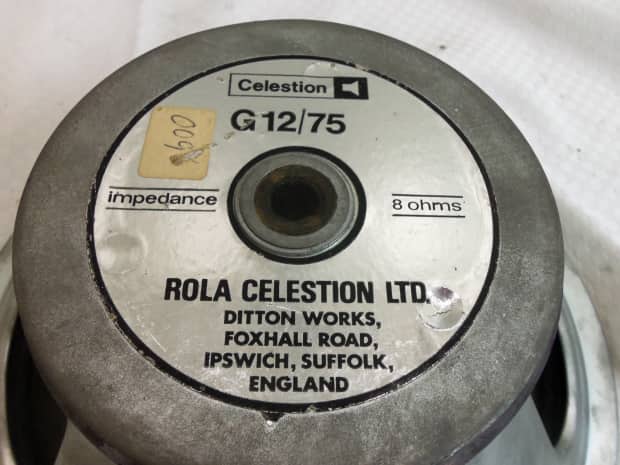 Celestion
G12/75
600
impedance
8 ohms
ROLA CELESTION LTD.
DITTON WORKS,
FOXHALL ROAD,
IPSWICH, SUFFOLK,
ENGLAND